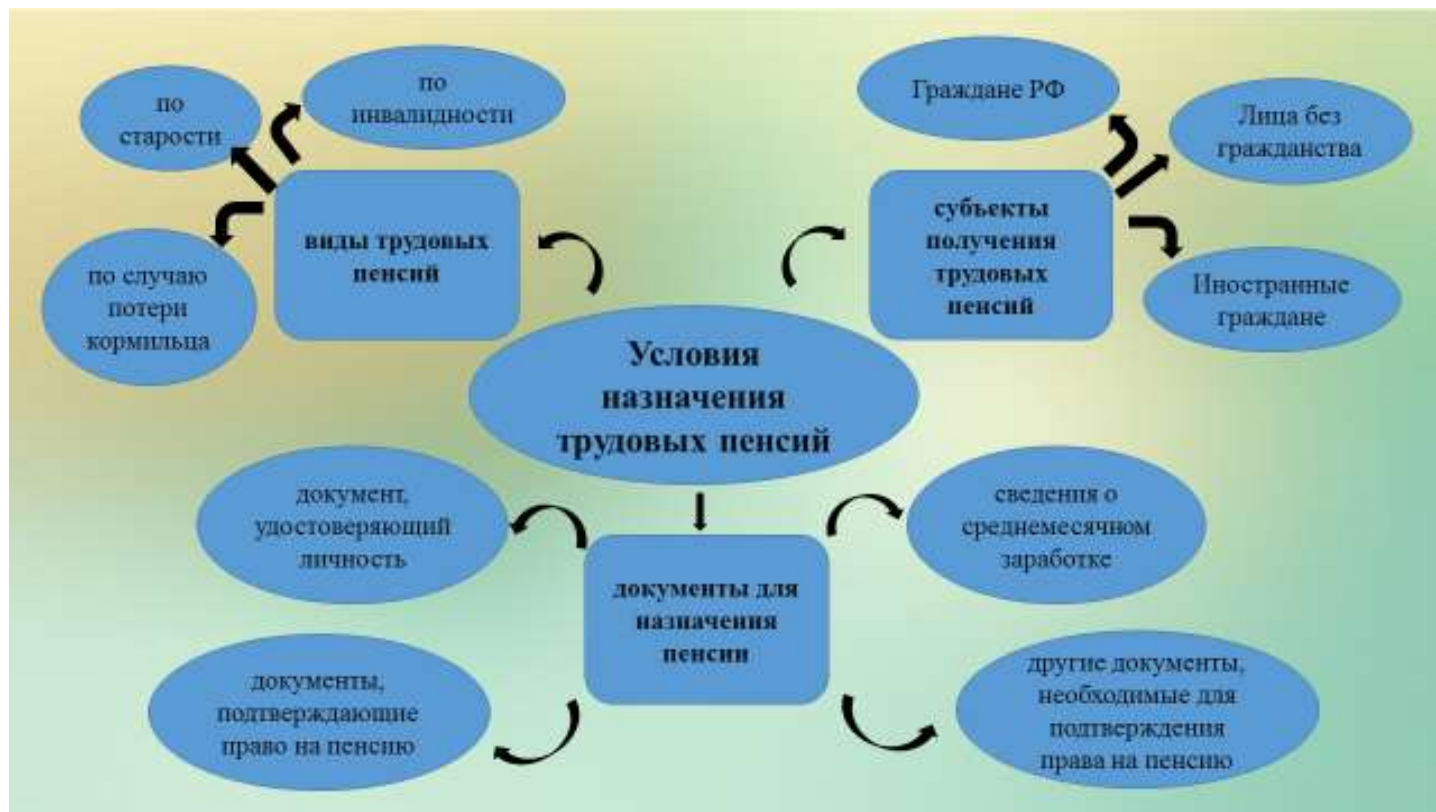 по
старости
по
инвалидности
виды трудовых
пенсий
по случаю
потери
кормильца
Граждане РФ
Лица без
гражданства
субъекты
получения
трудовых
пенсий
Иностранные
граждане
Условия
назначения
трудовых пенсий
документ,
удостоверяющий
личность
сведения о
среднемесячном
заработке
документы для
назначения
пенсии
документы,
подтверждающие
право на пенсию
другие документы,
необходимые для
подтверждения
права на пенсию